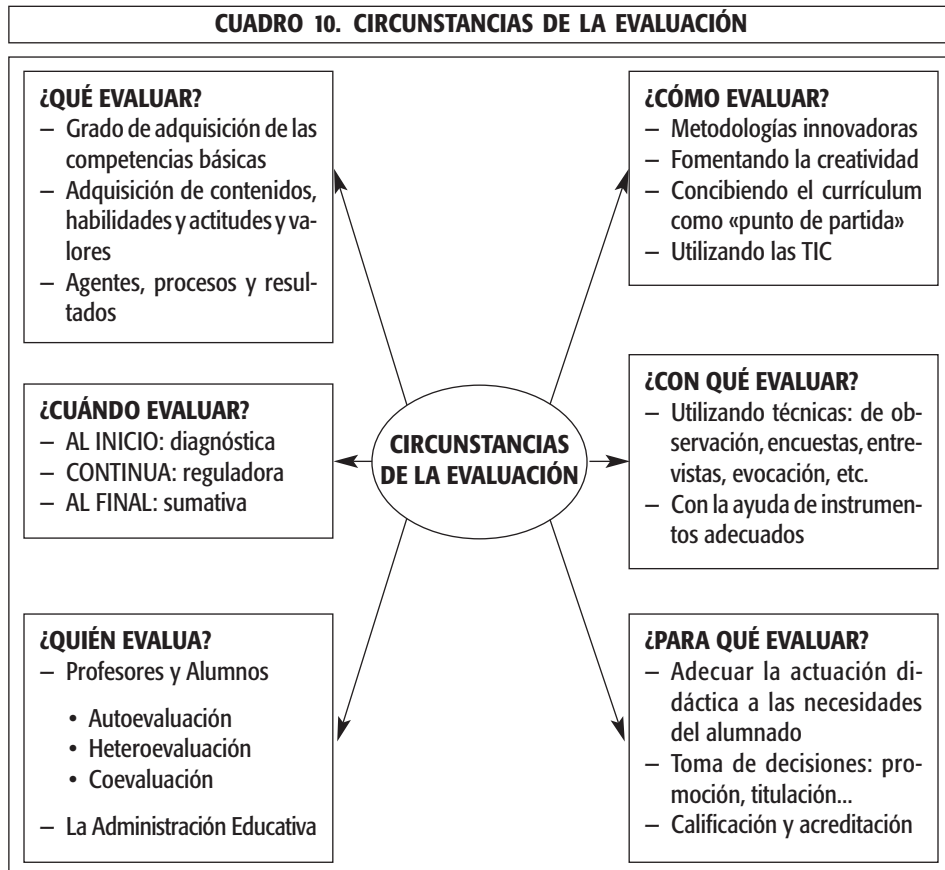 CUADRO 10. CIRCUNSTANCIAS DE LA EVALUACIÓN
¿QUÉ EVALUAR?
– Grado de adquisición de las
competencias básicas
– Adquisición de contenidos,
habilidades y actitudes y va-
lores
– Agentes, procesos y resul-
tados
¿CÓMO EVALUAR?
– Metodologías innovadoras
– Fomentando la creatividad
– Concibiendo el currículum
como «punto de partida»
– Utilizando las TIC
¿CUÁNDO EVALUAR?
– AL INICIO: diagnóstica
– CONTINUA: reguladora
– AL FINAL: sumativa
CIRCUNSTANCIAS
DE LA EVALUACIÓN
¿CON QUÉ EVALUAR?
– Utilizando técnicas: de ob-
servación, encuestas, entre-
vistas, evocación, etc.
– Con la ayuda de instrumen-
tos adecuados
¿QUIÉN EVALUA?
– Profesores y Alumnos
• Autoevaluación
• Heteroevaluación
• Coevaluación
– La Administración Educativa
¿PARA QUÉ EVALUAR?
– Adecuar la actuación di-
dáctica a las necesidades
del alumnado
– Toma de decisiones: pro-
moción, titulación...
– Calificación y acreditación